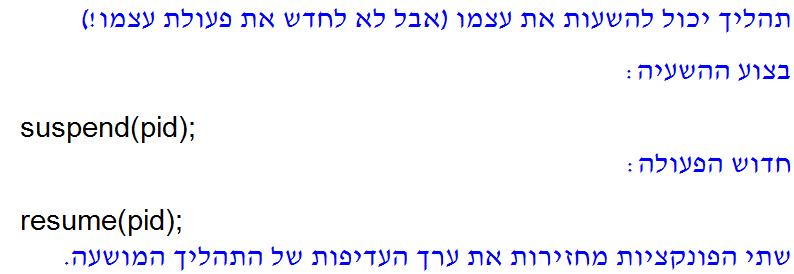 תהליך יכול להשעות את עצמו (אבל לא לחדש את פעולת עצמו!)
בצוע ההשעיה:
suspend(pid);
חדוש הפעולה:
resume(pid);
שתי הפונקציות מחזירות את ערך העדיפות של התהליך המושעה.